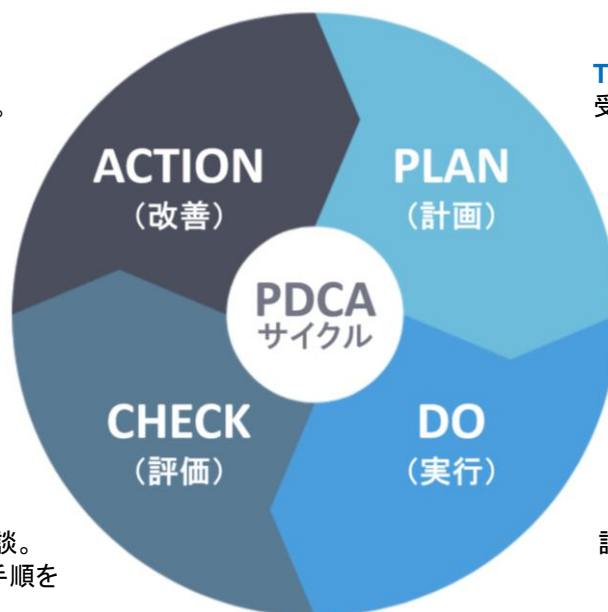 T
受
。
ACTION
（改善）
PLAN
（計画）
PDCA
サイクル
CHECK
（評価）
DO
（実行）
談。
手順を